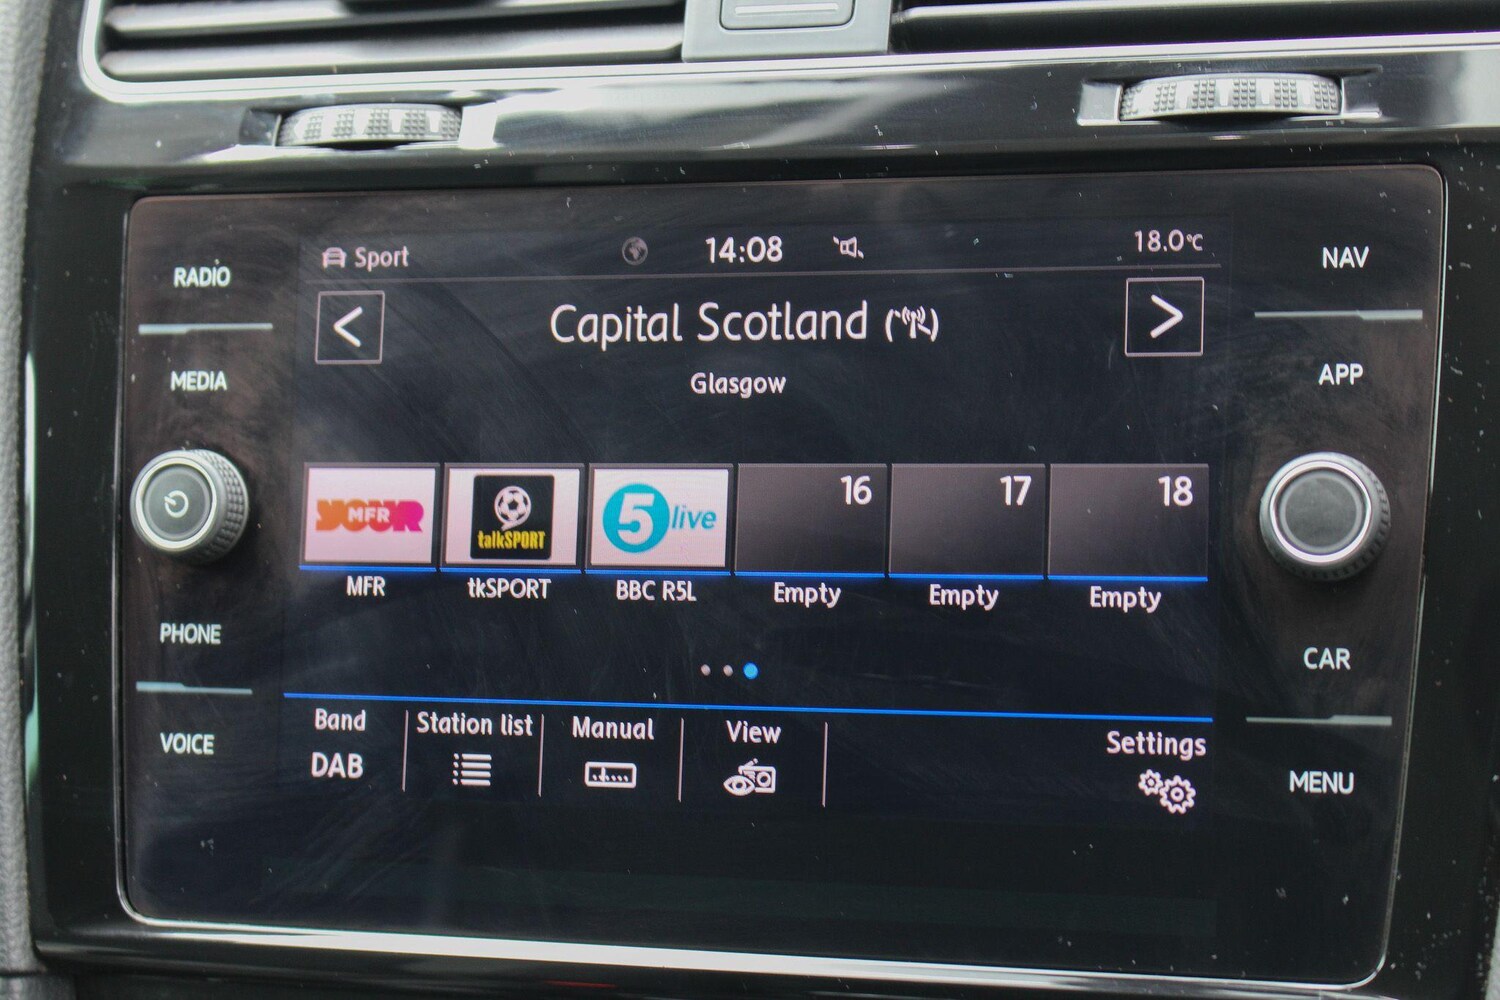 Sport 14:08 18.0°C
RADIO
NAV
< Capital Scotland >
Glasgow
MEDIA
APP
YOUR
MFR
talkSPORT
5 live
16
17
18
MFR
tkSPORT
BBC R5L
Empty
Empty
Empty
PHONE
CAR
VOICE
MENU
Band
DAB
Station list
Manual
View
Settings